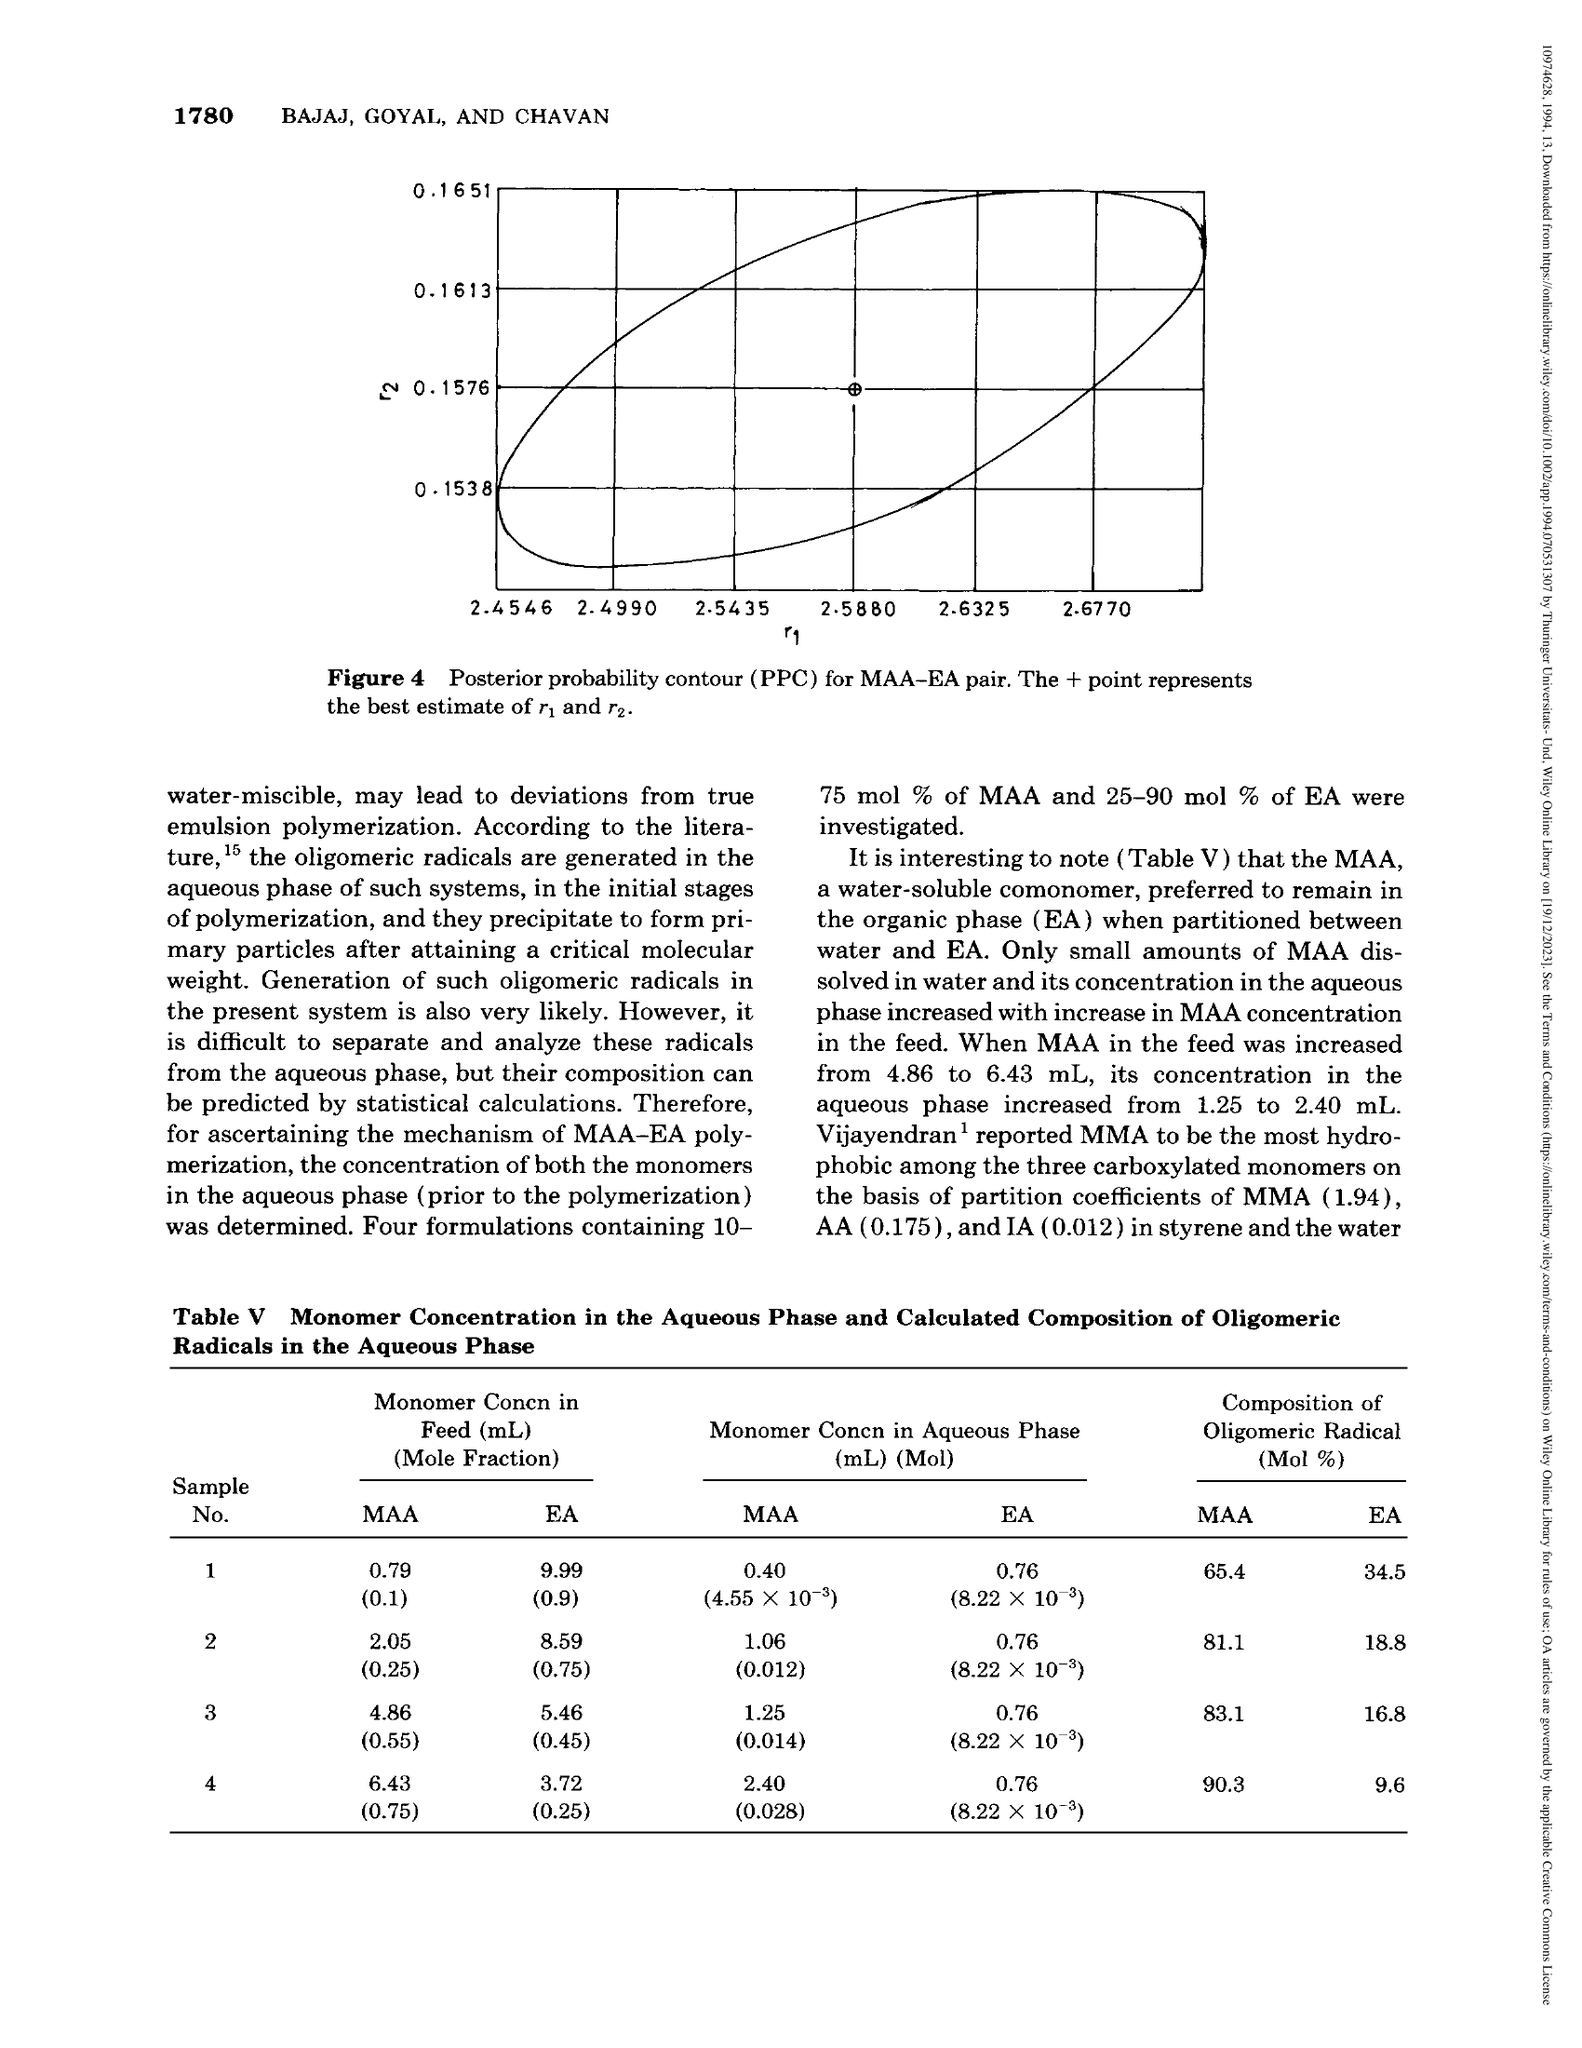 1780 BAJAJ, GOYAL, AND CHAVAN
0.1651
0.1613
r2 0.1576
0.1538
2.4546 2.4990 2.5435 2.5880 2.6325 2.6770
r1
Figure 4 Posterior probability contour (PPC) for MAA–EA pair. The + point represents
the best estimate of r1 and r2.
water-miscible, may lead to deviations from true
emulsion polymerization. According to the litera-
ture,15 the oligomeric radicals are generated in the
aqueous phase of such systems, in the initial stages
of polymerization, and they precipitate to form pri-
mary particles after attaining a critical molecular
weight. Generation of such oligomeric radicals in
the present system is also very likely. However, it
is difficult to separate and analyze these radicals
from the aqueous phase, but their composition can
be predicted by statistical calculations. Therefore,
for ascertaining the mechanism of MAA–EA poly-
merization, the concentration of both the monomers
in the aqueous phase (prior to the polymerization)
was determined. Four formulations containing 10–
75 mol % of MAA and 25–90 mol % of EA were
investigated.
It is interesting to note (Table V) that the MAA,
a water-soluble comonomer, preferred to remain in
the organic phase (EA) when partitioned between
water and EA. Only small amounts of MAA dis-
solved in water and its concentration in the aqueous
phase increased with increase in MAA concentration
in the feed. When MAA in the feed was increased
from 4.86 to 6.43 mL, its concentration in the
aqueous phase increased from 1.25 to 2.40 mL.
Vijayendran1 reported MMA to be the most hydro-
phobic among the three carboxylated monomers on
the basis of partition coefficients of MMA (1.94),
AA (0.175), and IA (0.012) in styrene and the water
Table V Monomer Concentration in the Aqueous Phase and Calculated Composition of Oligomeric
Radicals in the Aqueous Phase
Monomer Concn in
Feed (mL)
(Mole Fraction)
Monomer Concn in Aqueous Phase
(mL) (Mol)
Composition of
Oligomeric Radical
(Mol %)
Sample
No. MAA EA MAA EA MAA EA
1 0.79 9.99 0.40 0.76 65.4 34.5
(0.1) (0.9) (4.55 × 10−3) (8.22 × 10−3)
2 2.05 8.59 1.06 0.76 81.1 18.8
(0.25) (0.75) (0.012) (8.22 × 10−3)
3 4.86 5.46 1.25 0.76 83.1 16.8
(0.55) (0.45) (0.014) (8.22 × 10−3)
4 6.43 3.72 2.40 0.76 90.3 9.6
(0.75) (0.25) (0.028) (8.22 × 10−3)
10974628, 1994, 13, Downloaded from https://onlinelibrary.wiley.com/doi/10.1002/app.1994.070531307 by Thuringer Universitats- Und, Wiley Online Library on [19/12/2023]. See the Terms and Conditions (https://onlinelibrary.wiley.com/terms-and-conditions) on Wiley Online Library for rules of use; OA articles are governed by the applicable Creative Commons License